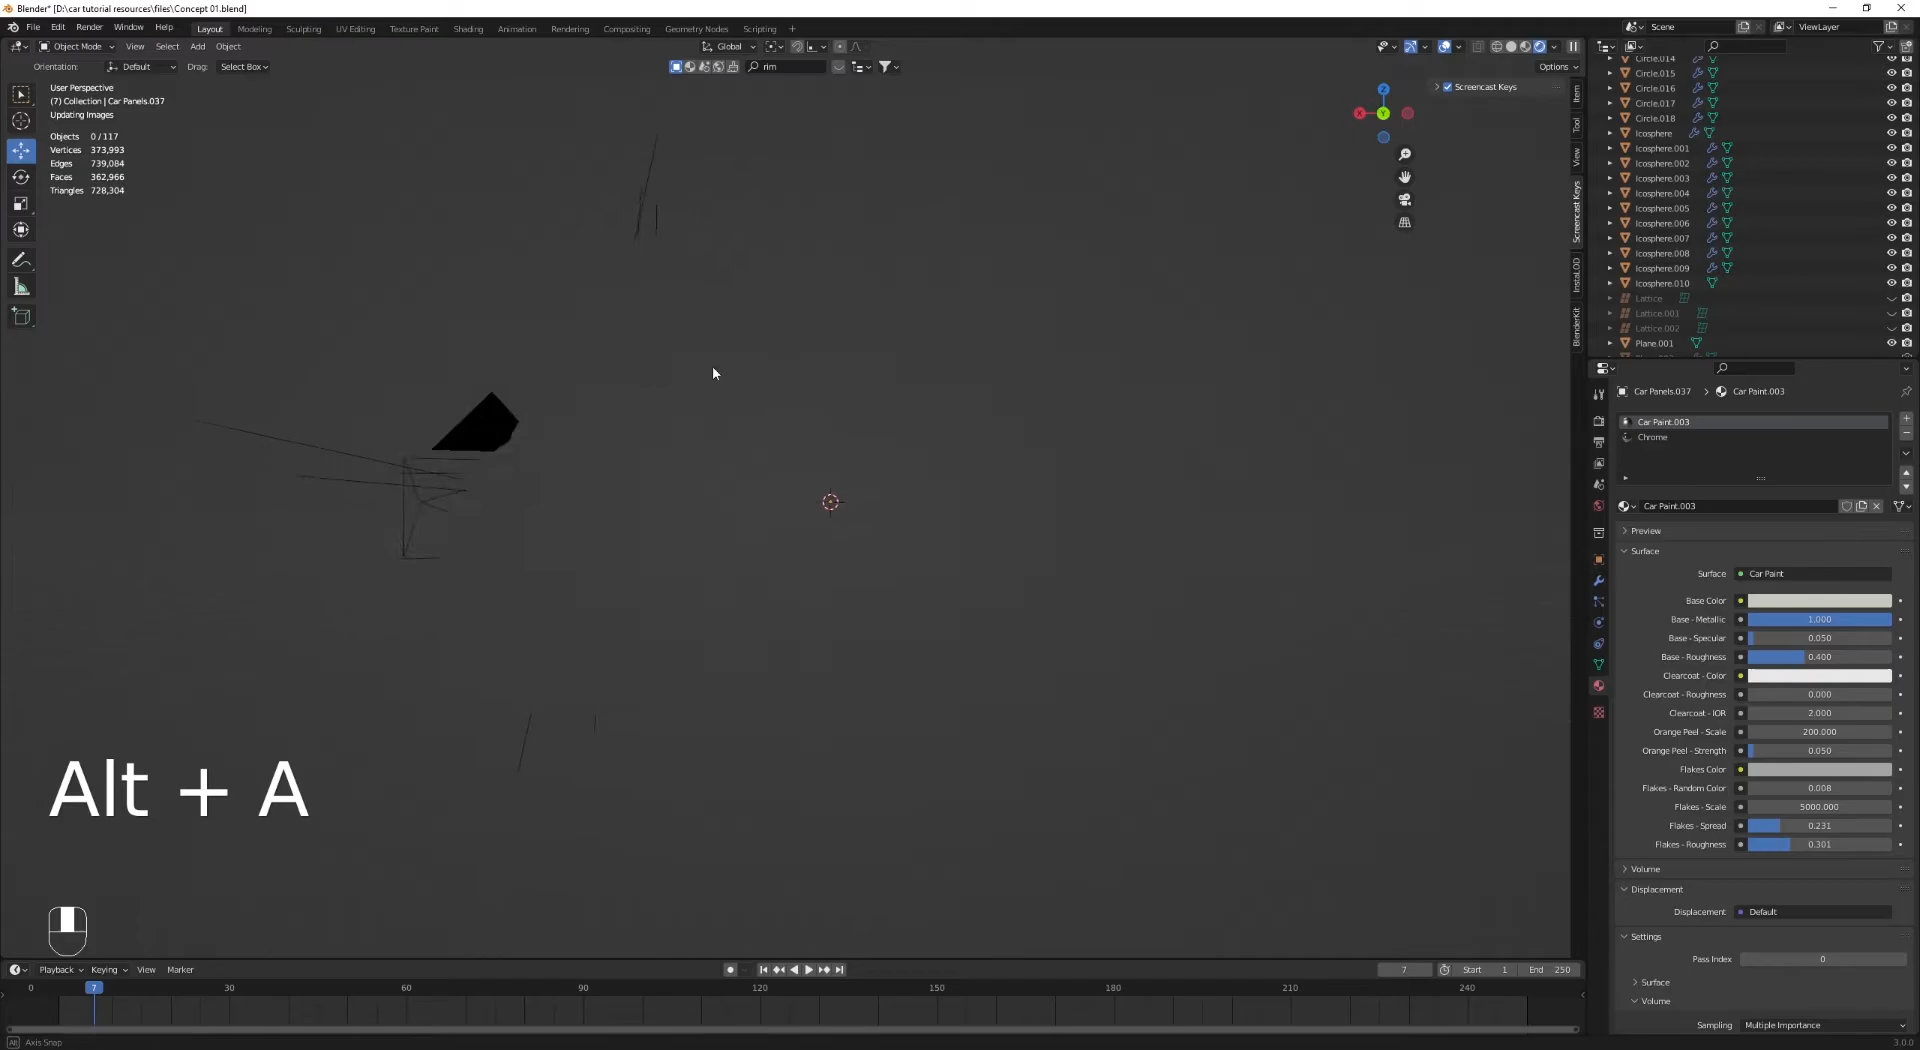 Blender* [D:\car tutorial resources\files\Concept 01.blend]
File Edit Render Window Help Layout Modeling Sculpting UV Editing Texture Paint Shading Animation Rendering Compositing Geometry Nodes Scripting +
Scene ViewLayer
Object Mode View Select Add Object Global
Orientation: Default Drag: Select Box rim Options
User Perspective
(7) Collection | Car Panels.037
Updating Images
Objects 0 / 117
Vertices 373,993
Edges 739,084
Faces 362,966
Triangles 728,304
Z
X
Y
Screencast Keys
Item
Tool
View
Screencast Keys
InstaLOD
BlenderKit
Circle.014
Circle.015
Circle.016
Circle.017
Circle.018
Icosphere
Icosphere.001
Icosphere.002
Icosphere.003
Icosphere.004
Icosphere.005
Icosphere.006
Icosphere.007
Icosphere.008
Icosphere.009
Icosphere.010
Lattice
Lattice.001
Lattice.002
Plane.001
Car Panels.037 > Car Paint.003
Car Paint.003
Chrome
Car Paint.003
Preview
Surface
Surface Car Paint
Base Color
Base - Metallic 1.000
Base - Specular 0.050
Base - Roughness 0.400
Clearcoat - Color
Clearcoat - Roughness 0.000
Clearcoat - IOR 2.000
Orange Peel - Scale 200.000
Orange Peel - Strength 0.050
Flakes Color
Flakes - Random Color 0.008
Flakes - Scale 5000.000
Flakes - Spread 0.231
Flakes - Roughness 0.301
Volume
Displacement
Displacement Default
Settings
Pass Index 0
Surface
Volume
Sampling Multiple Importance
Alt + A
Playback Keying View Marker 7 Start 1 End 250
0 7 30 60 90 120 150 180 210 240
Alt Axis Snap 3.0.0